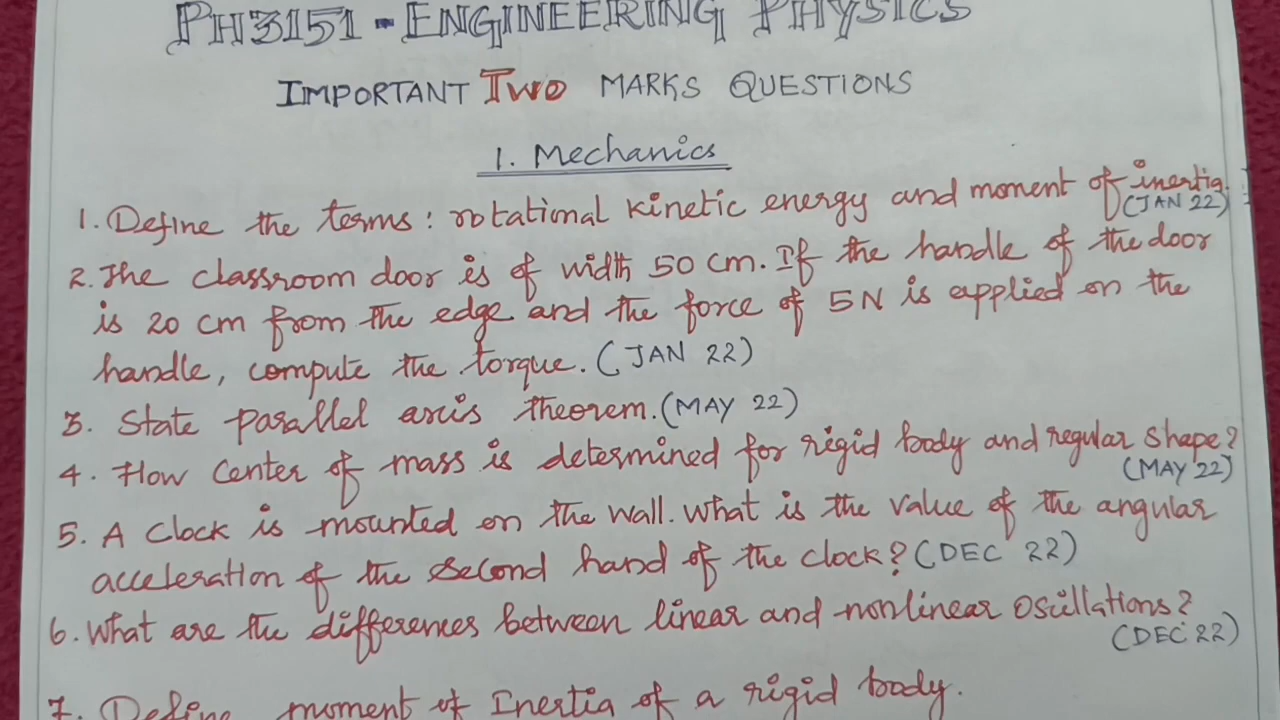 PH3151 - ENGINEERING PHYSICS
IMPORTANT TWO MARKS QUESTIONS
1. Mechanics
1. Define the terms : rotational kinetic energy and moment of inertia
(JAN 22)
2. The classroom door is of width 50 cm. If the handle of the door
is 20 cm from the edge and the force of 5N is applied on the
handle, compute the torque. (JAN 22)
3. State parallel axis theorem. (MAY 22)
4. How center of mass is determined for rigid body and regular shape?
(MAY 22)
5. A clock is mounted on the wall. What is the value of the angular
acceleration of the second hand of the clock? (DEC 22)
6. What are the differences between linear and nonlinear oscillations?
(DEC 22)
7. Define moment of Inertia of a rigid body.